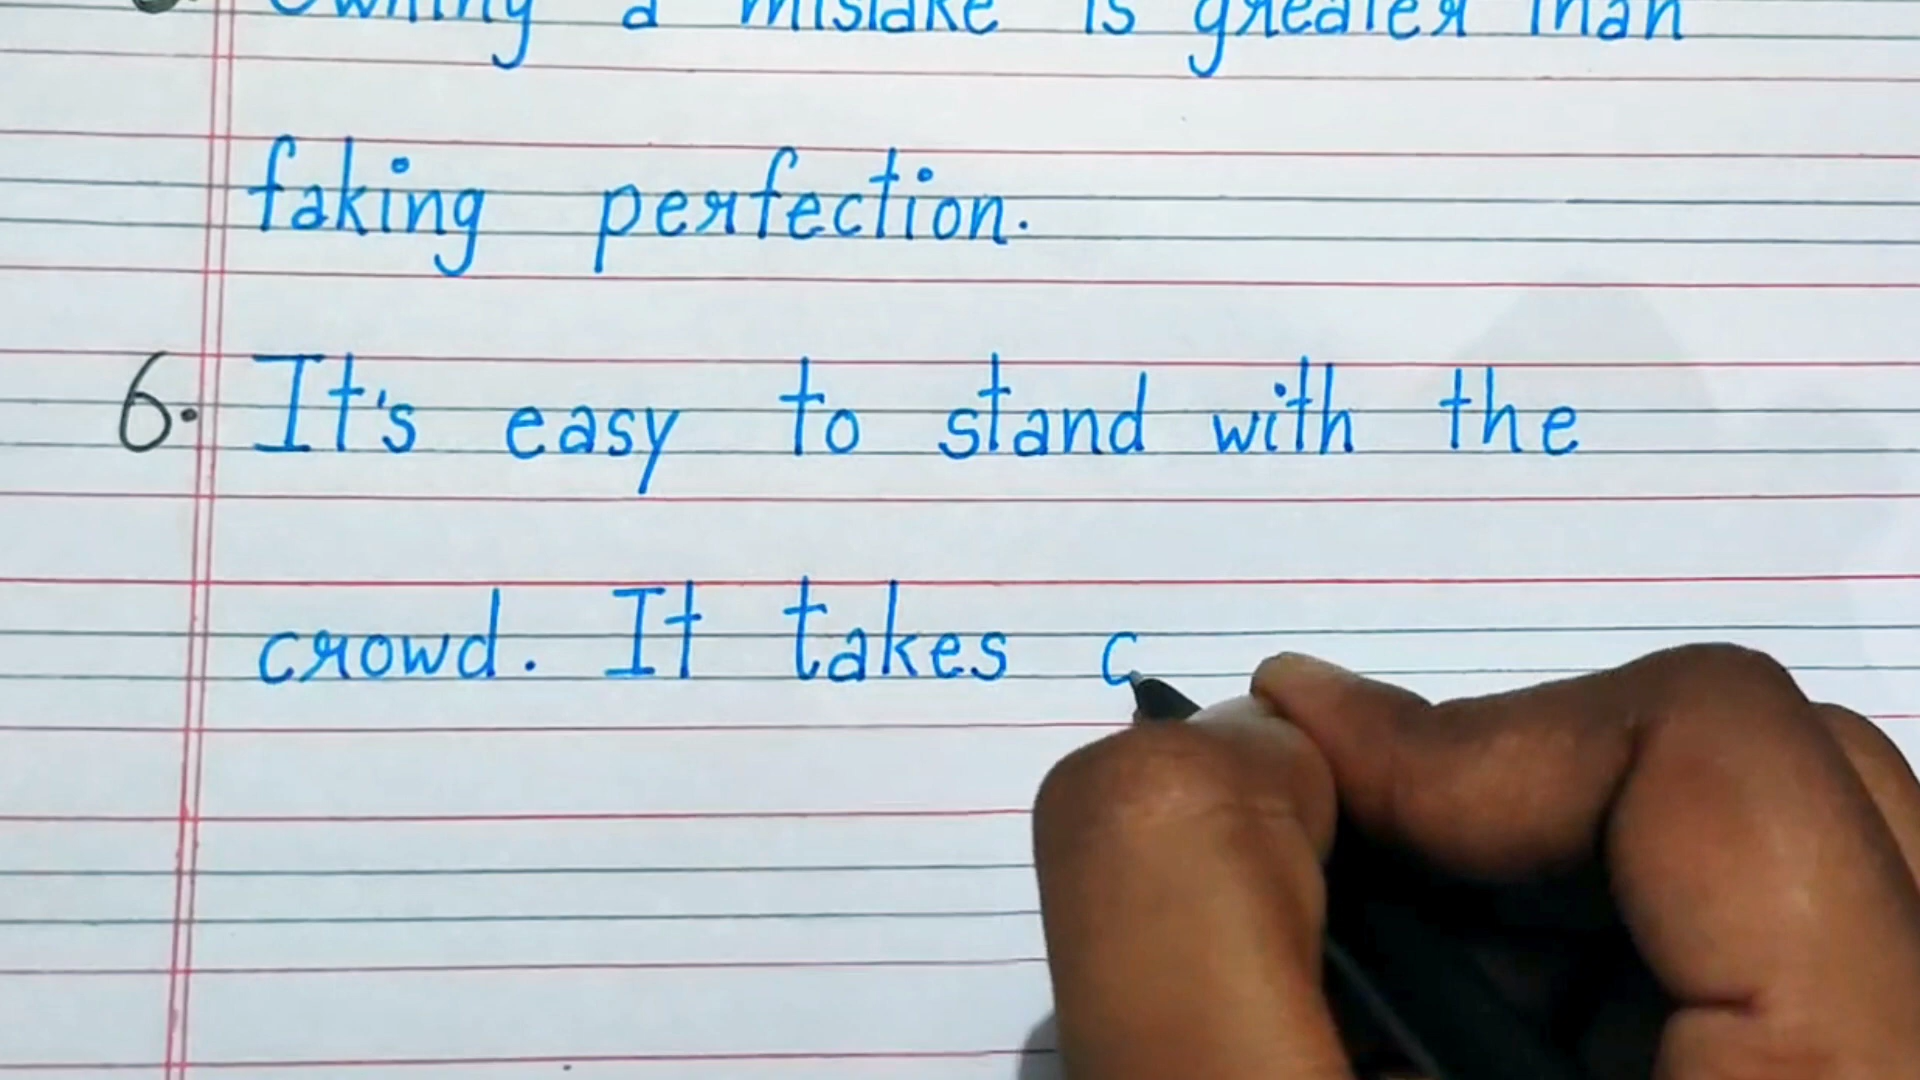 Owning a mistake is greater than
faking perfection.
6. It's easy to stand with the
crowd. It takes c